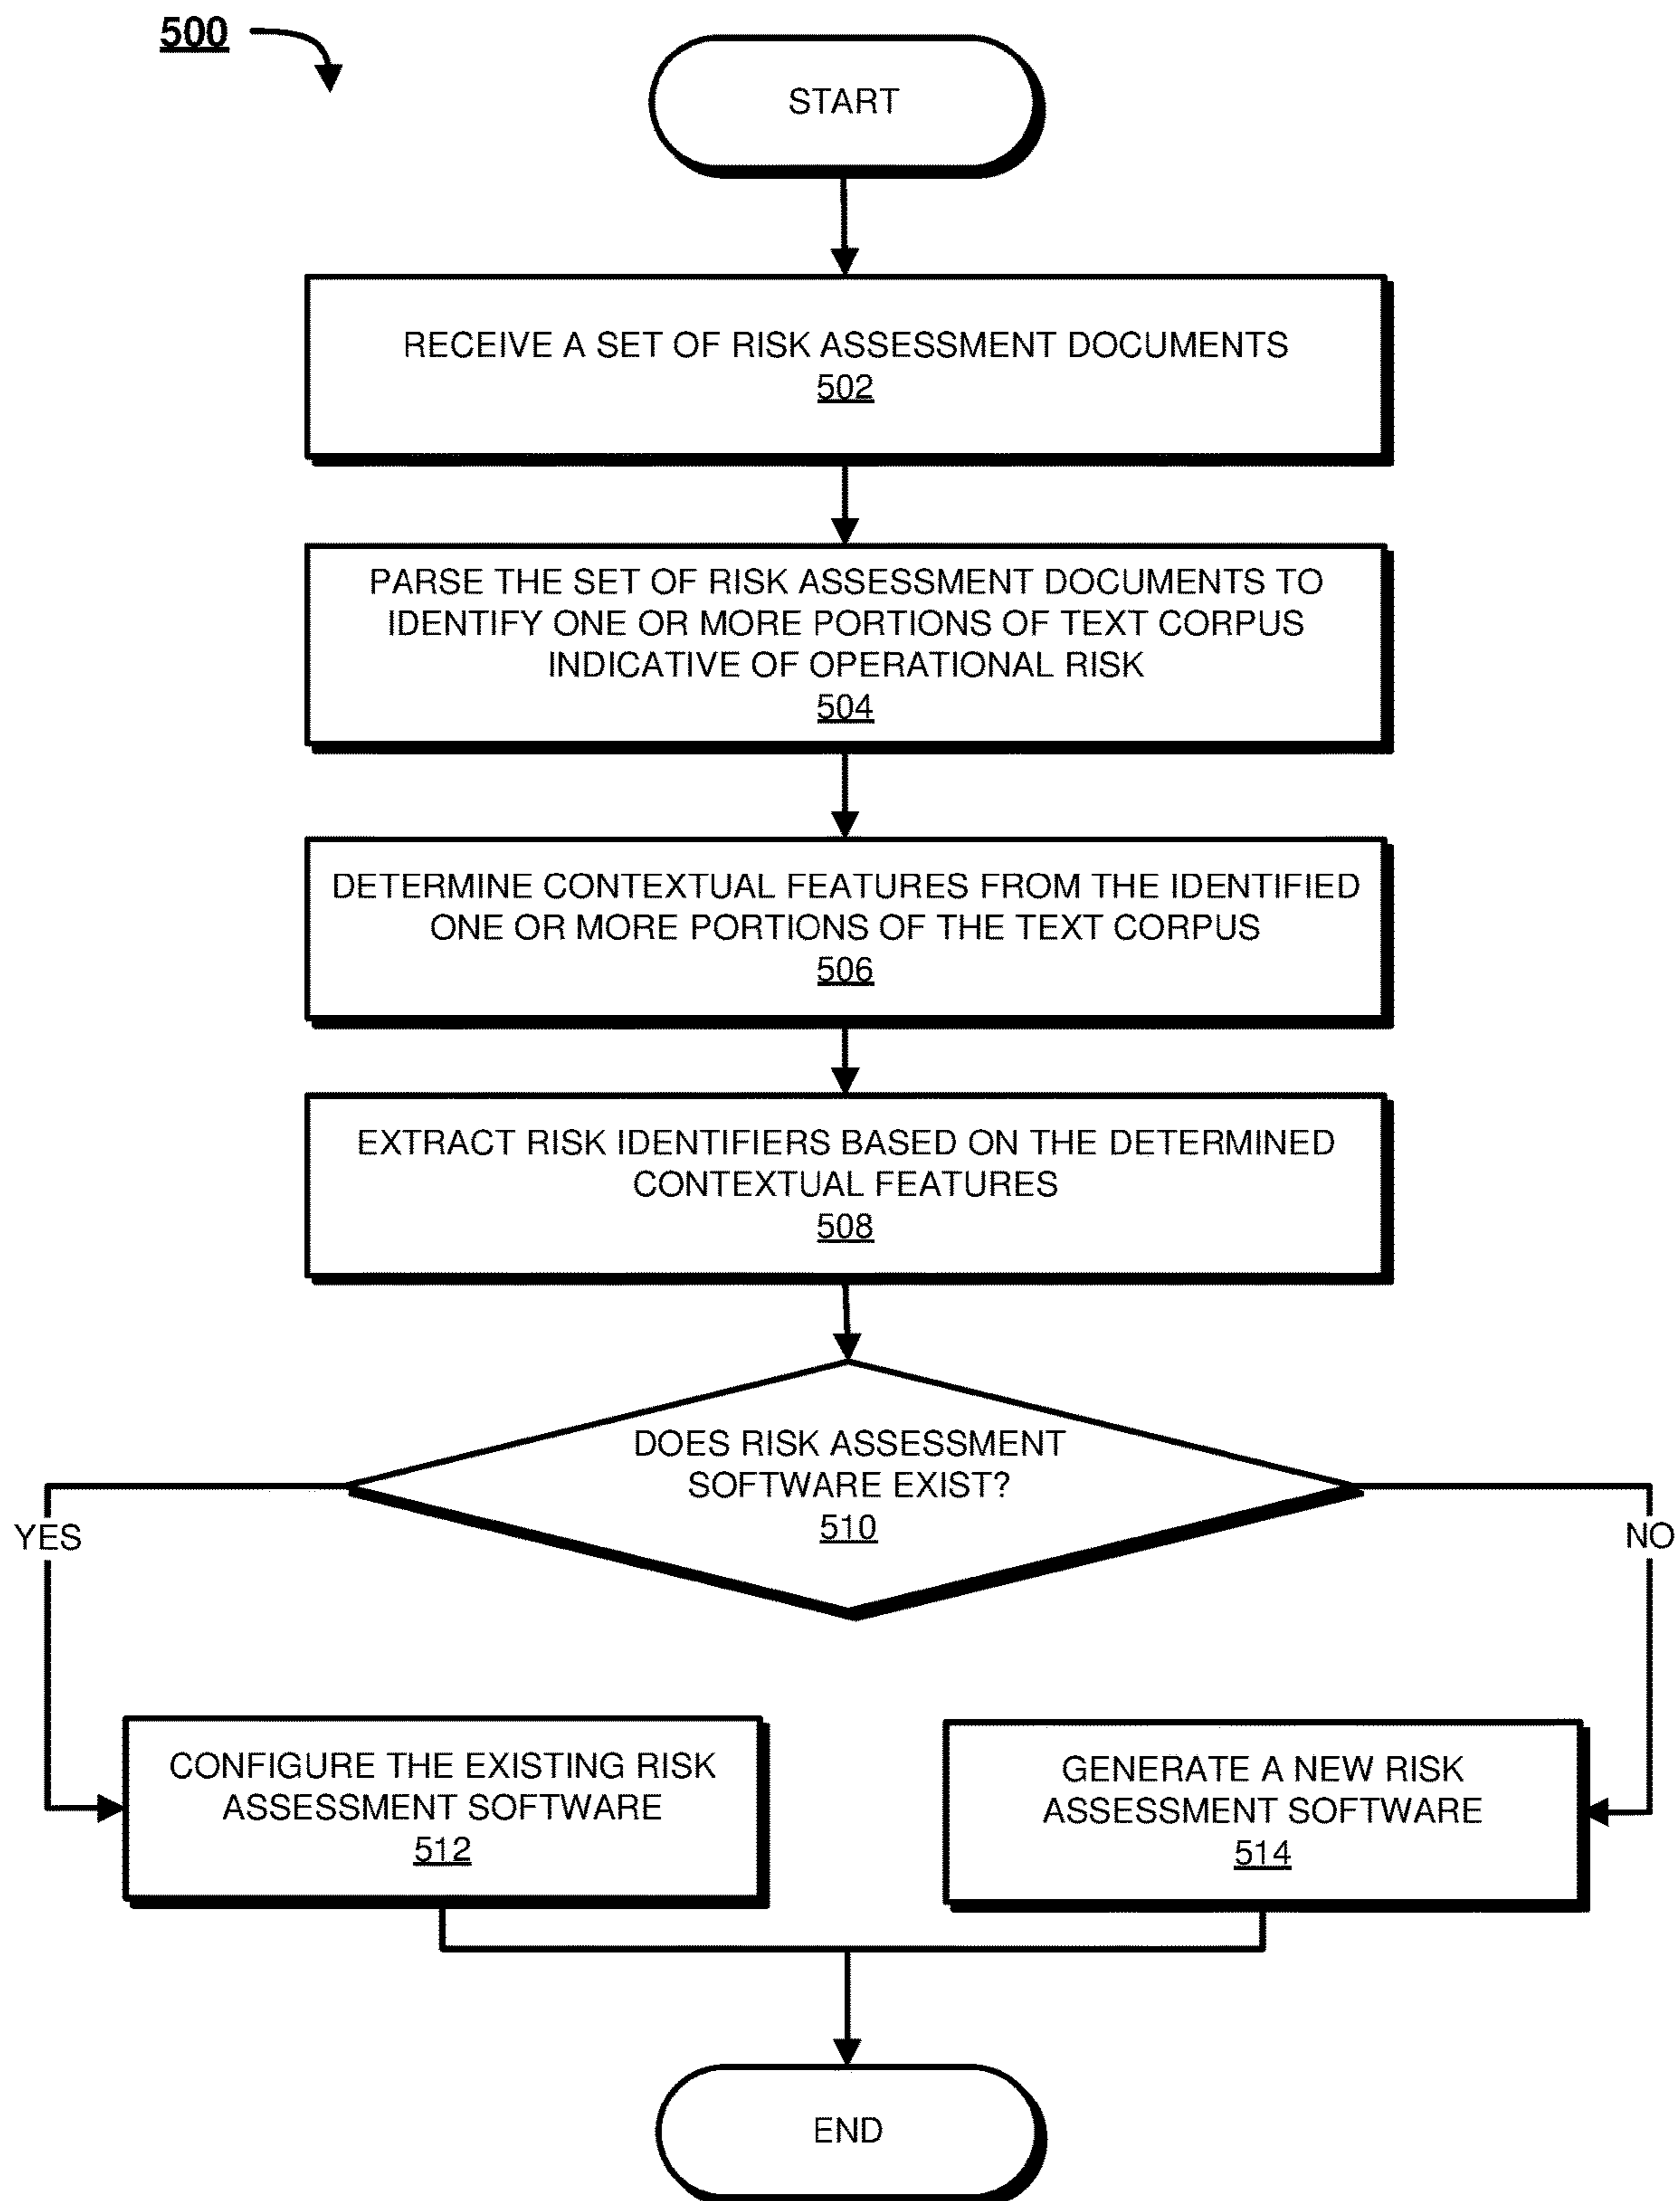 500
START
RECEIVE A SET OF RISK ASSESSMENT DOCUMENTS
502
PARSE THE SET OF RISK ASSESSMENT DOCUMENTS TO
IDENTIFY ONE OR MORE PORTIONS OF TEXT CORPUS
INDICATIVE OF OPERATIONAL RISK
504
DETERMINE CONTEXTUAL FEATURES FROM THE IDENTIFIED
ONE OR MORE PORTIONS OF THE TEXT CORPUS
506
EXTRACT RISK IDENTIFIERS BASED ON THE DETERMINED
CONTEXTUAL FEATURES
508
DOES RISK ASSESSMENT
SOFTWARE EXIST?
510
YES
NO
CONFIGURE THE EXISTING RISK
ASSESSMENT SOFTWARE
512
GENERATE A NEW RISK
ASSESSMENT SOFTWARE
514
END